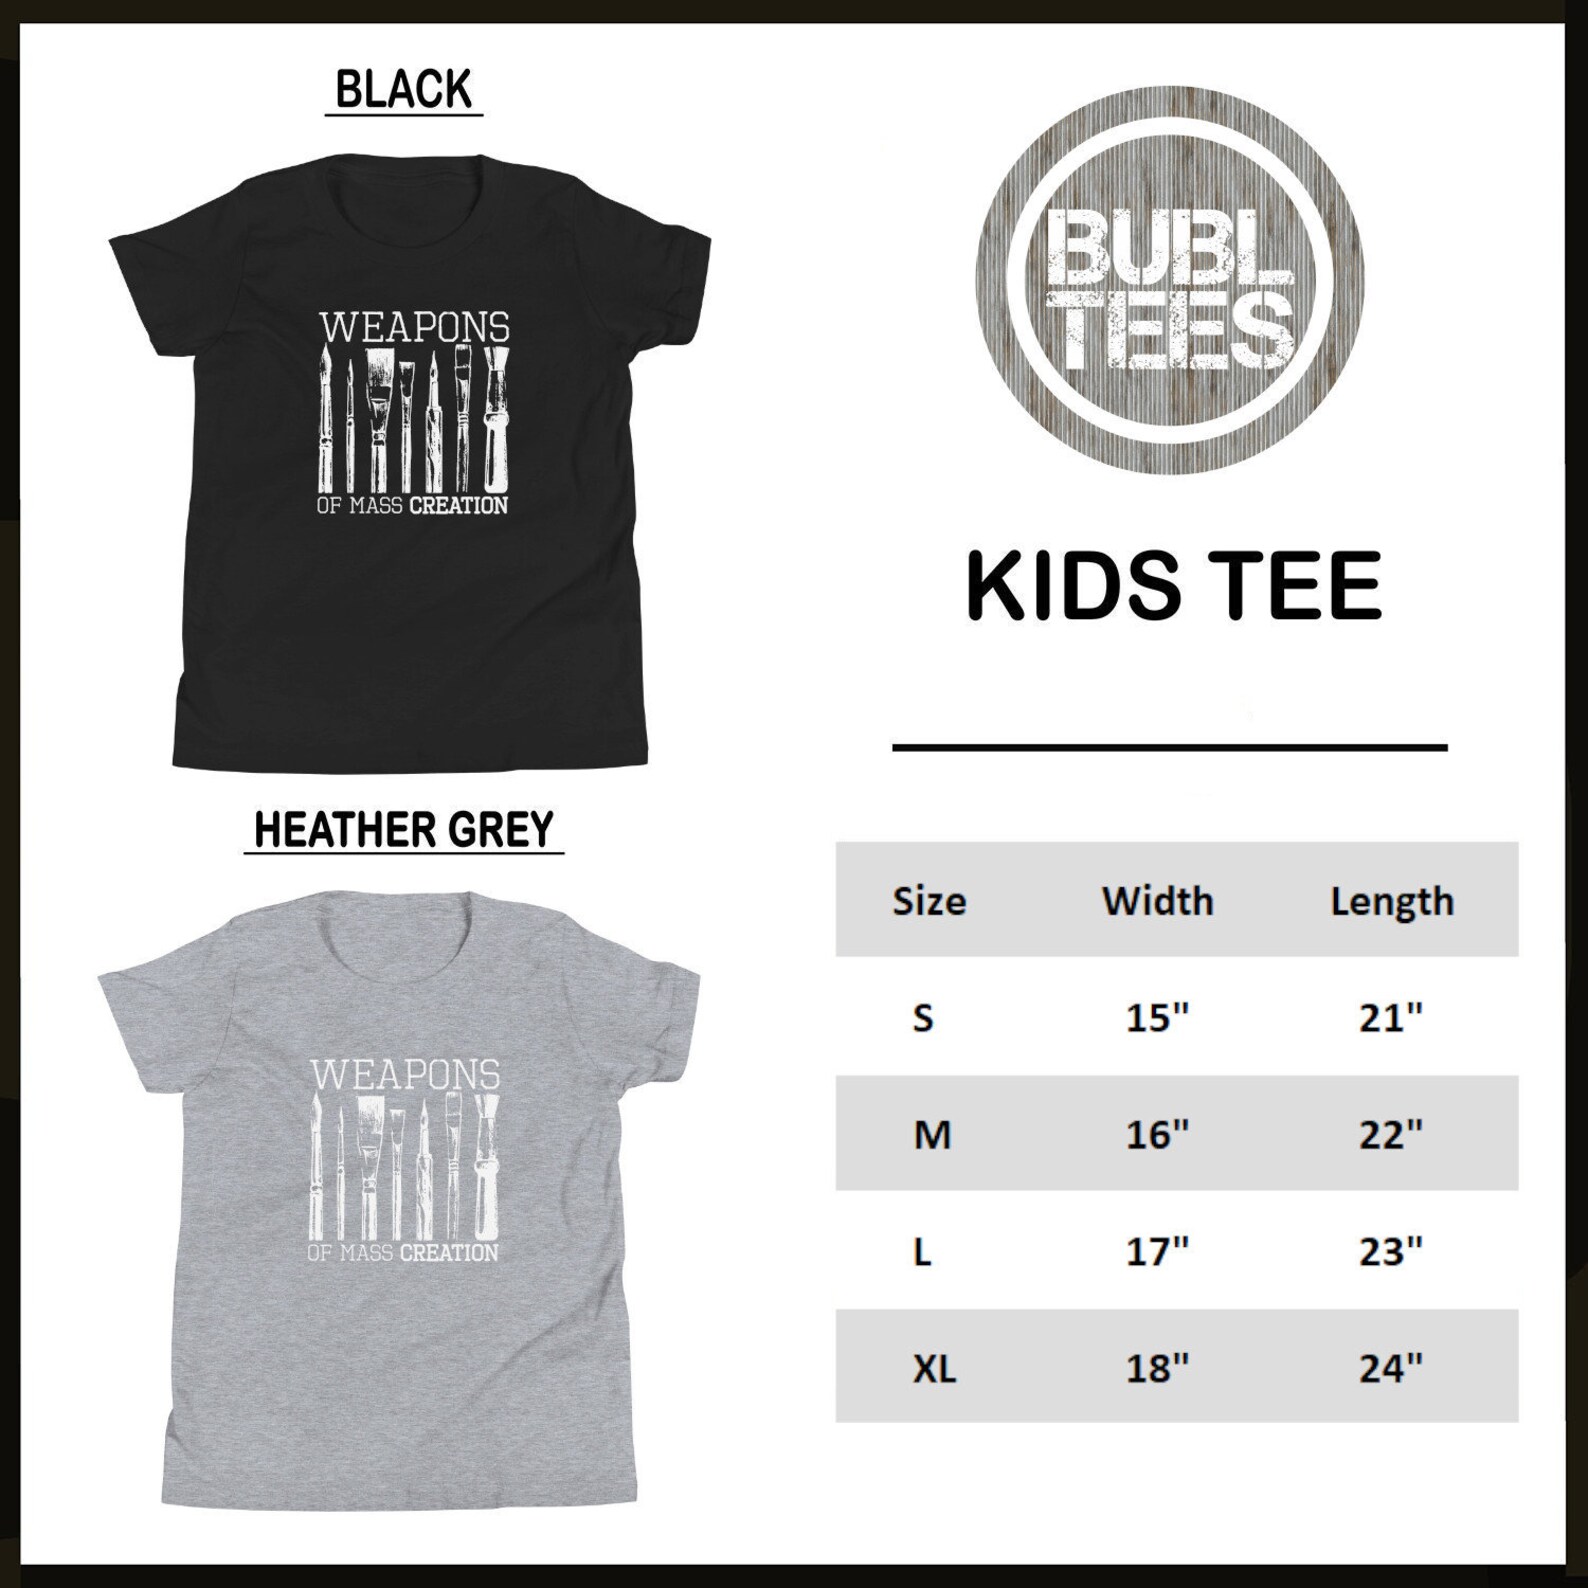 BLACK
WEAPONS
OF MASS CREATION
HEATHER GREY
WEAPONS
OF MASS CREATION
BUBL
TEES
KIDS TEE
Size Width Length
S 15" 21"
M 16" 22"
L 17" 23"
XL 18" 24"